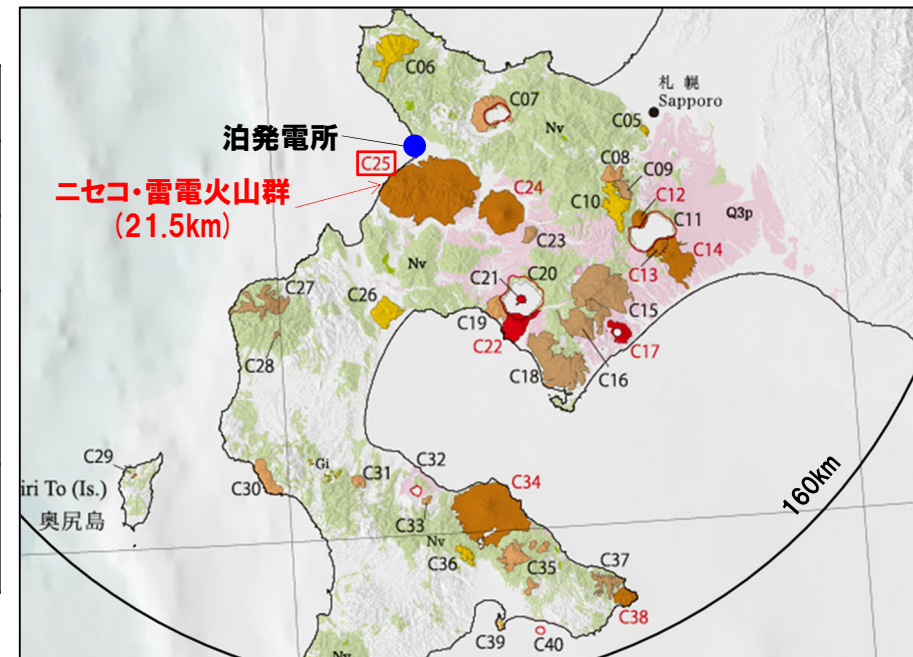 C06
C07
札幌
Sapporo
泊発電所
Nv
C05
C25
C08
C09
ニセコ・雷電火山群
(21.5km)
C24
C10
C12
C11
Q3p
C23
C13
C14
Nv
C27
C26
C21
C20
C15
C19
C22
C17
C28
C18
C16
C29
iri To (Is.)
奥尻島
C30
Gi
C31
C32
C34
C33
Nv
C36
C35
C37
C38
160km
C39
C40
Nv